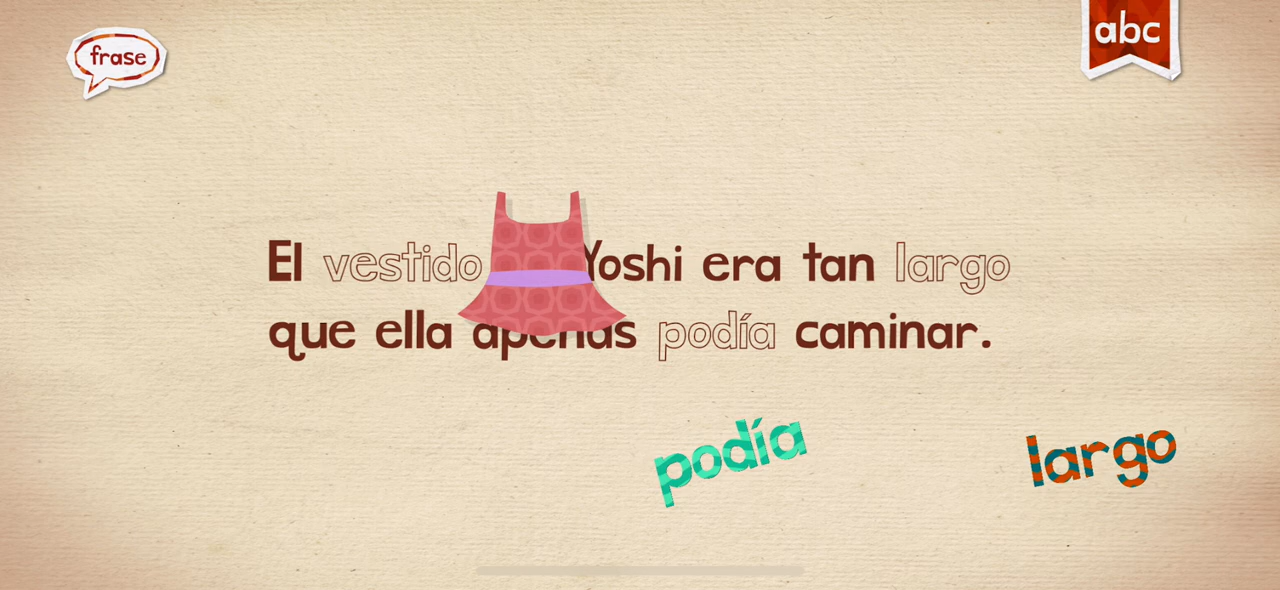 frase
abc
El vestido Yoshi era tan largo
que ella apenas podía caminar.
podía
largo